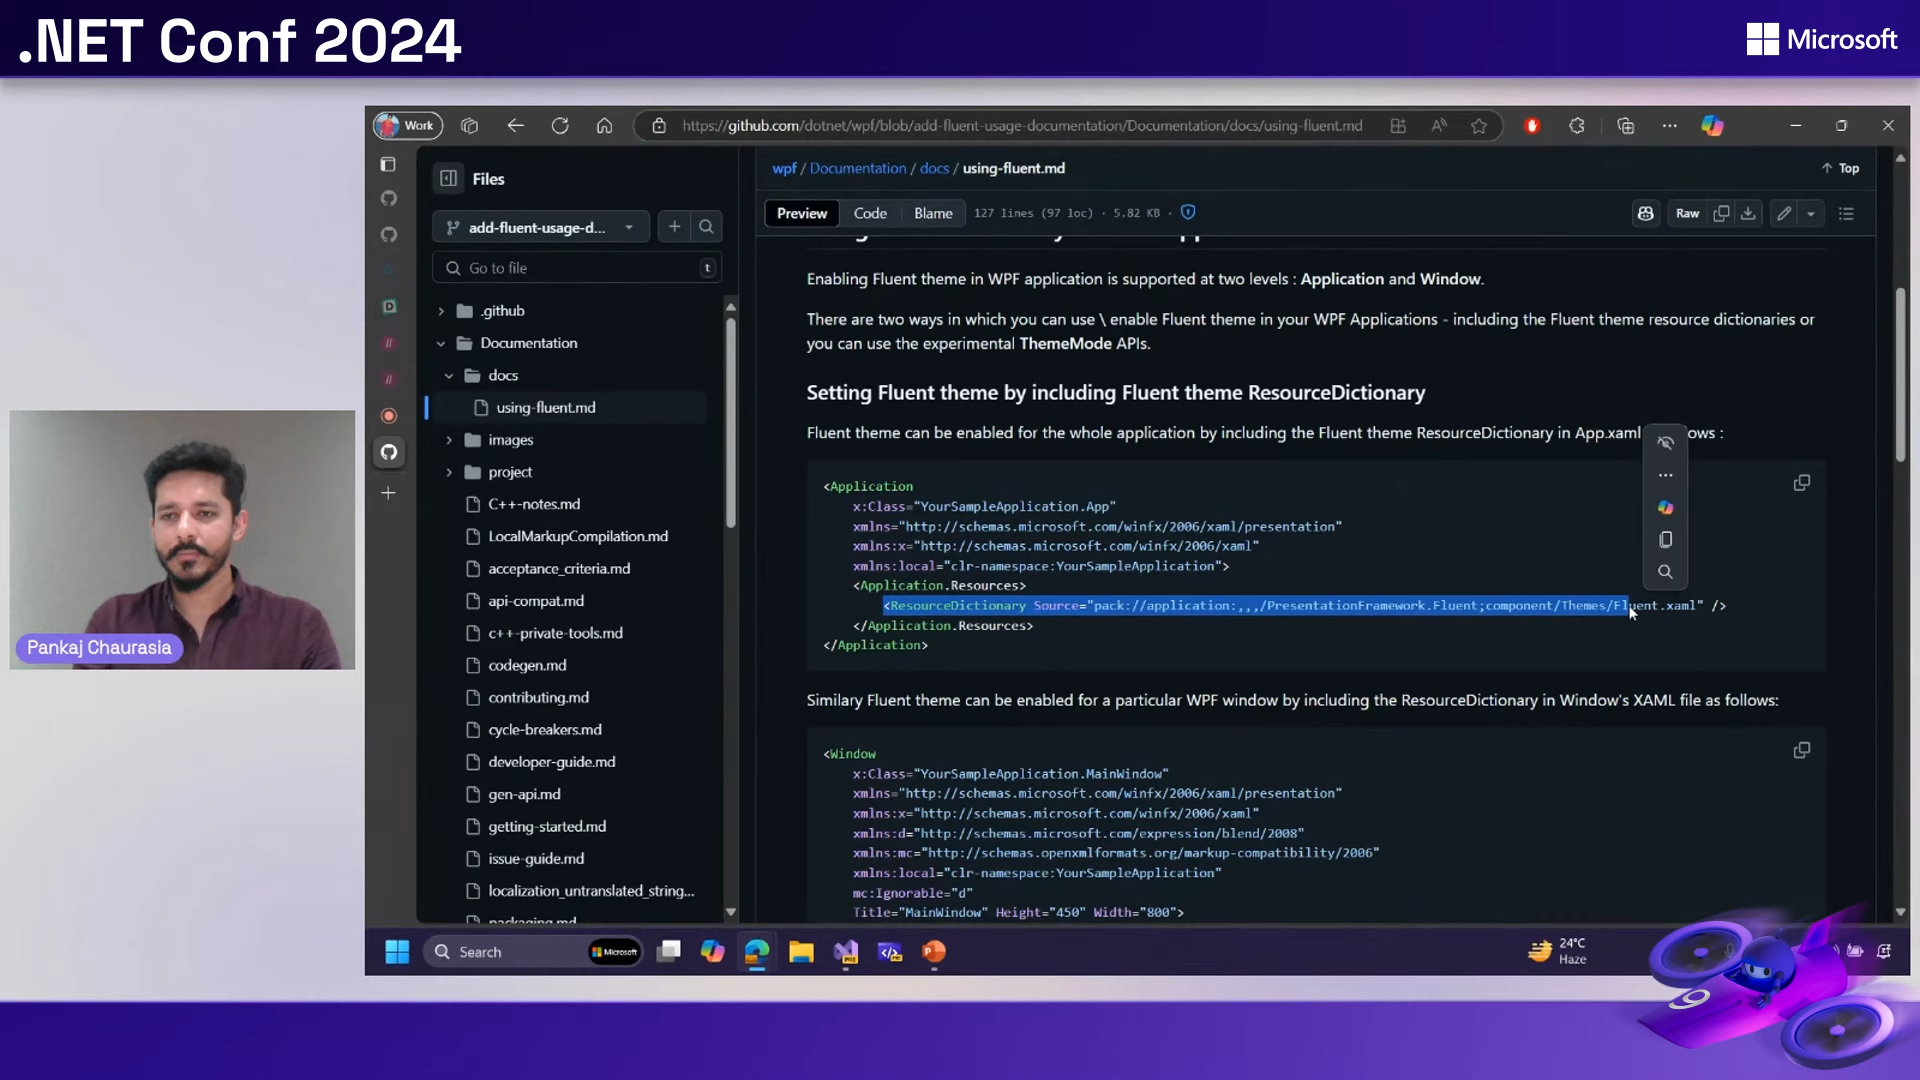 .NET Conf 2024
Microsoft
Work
https://github.com/dotnet/wpf/blob/add-fluent-usage-documentation/Documentation/docs/using-fluent.md
Files
add-fluent-usage-d...
Go to file
t
.github
Documentation
docs
using-fluent.md
images
project
C++-notes.md
LocalMarkupCompilation.md
acceptance_criteria.md
api-compat.md
c++-private-tools.md
codegen.md
contributing.md
cycle-breakers.md
developer-guide.md
gen-api.md
getting-started.md
issue-guide.md
localization_untranslated_string...
packaging.md
wpf / Documentation / docs / using-fluent.md
Top
Preview Code Blame 127 lines (97 loc) · 5.82 KB ·
Raw
Enabling Fluent theme in WPF application is supported at two levels : Application and Window.
There are two ways in which you can use \ enable Fluent theme in your WPF Applications - including the Fluent theme resource dictionaries or
you can use the experimental ThemeMode APIs.
Setting Fluent theme by including Fluent theme ResourceDictionary
Fluent theme can be enabled for the whole application by including the Fluent theme ResourceDictionary in App.xaml ows :
<Application
x:Class="YourSampleApplication.App"
xmlns="http://schemas.microsoft.com/winfx/2006/xaml/presentation"
xmlns:x="http://schemas.microsoft.com/winfx/2006/xaml"
xmlns:local="clr-namespace:YourSampleApplication">
<Application.Resources>
<ResourceDictionary Source="pack://application:,,,/PresentationFramework.Fluent;component/Themes/Fluent.xaml" />
</Application.Resources>
</Application>
Similary Fluent theme can be enabled for a particular WPF window by including the ResourceDictionary in Window's XAML file as follows:
<Window
x:Class="YourSampleApplication.MainWindow"
xmlns="http://schemas.microsoft.com/winfx/2006/xaml/presentation"
xmlns:x="http://schemas.microsoft.com/winfx/2006/xaml"
xmlns:d="http://schemas.microsoft.com/expression/blend/2008"
xmlns:mc="http://schemas.openxmlformats.org/markup-compatibility/2006"
xmlns:local="clr-namespace:YourSampleApplication"
mc:Ignorable="d"
Title="MainWindow" Height="450" Width="800">
Pankaj Chaurasia
Search
Microsoft
24°C
Haze
9